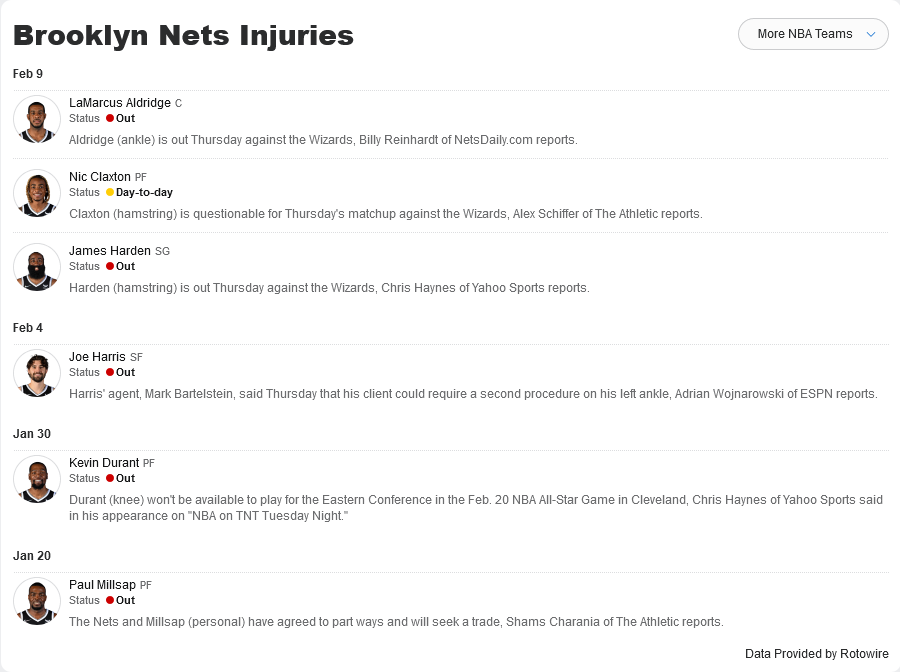 Brooklyn Nets Injuries
More NBA Teams
Feb 9
LaMarcus Aldridge C
Status Out
Aldridge (ankle) is out Thursday against the Wizards, Billy Reinhardt of NetsDaily.com reports.
Nic Claxton PF
Status Day-to-day
Claxton (hamstring) is questionable for Thursday's matchup against the Wizards, Alex Schiffer of The Athletic reports.
James Harden SG
Status Out
Harden (hamstring) is out Thursday against the Wizards, Chris Haynes of Yahoo Sports reports.
Feb 4
Joe Harris SF
Status Out
Harris' agent, Mark Bartelstein, said Thursday that his client could require a second procedure on his left ankle, Adrian Wojnarowski of ESPN reports.
Jan 30
Kevin Durant PF
Status Out
Durant (knee) won't be available to play for the Eastern Conference in the Feb. 20 NBA All-Star Game in Cleveland, Chris Haynes of Yahoo Sports said
in his appearance on "NBA on TNT Tuesday Night."
Jan 20
Paul Millsap PF
Status Out
The Nets and Millsap (personal) have agreed to part ways and will seek a trade, Shams Charania of The Athletic reports.
Data Provided by Rotowire